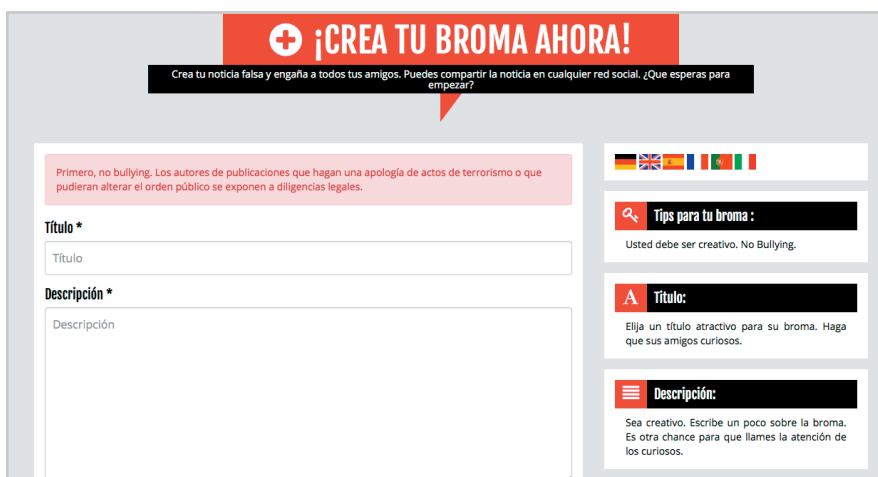 ¡CREA TU BROMA AHORA!
Crea tu noticia falsa y engaña a todos tus amigos. Puedes compartir la noticia en cualquier red social. ¿Que esperas para
empezar?
Primero, no bullying. Los autores de publicaciones que hagan una apología de actos de terrorismo o que
pudieran alterar el orden público se exponen a diligencias legales.
Título *
Título
Descripción *
Descripción
Tips para tu broma :
Usted debe ser creativo. No Bullying.
A Titulo:
Elija un título atractivo para su broma. Haga
que sus amigos curiosos.
Descripción:
Sea creativo. Escribe un poco sobre la broma.
Es otra chance para que llames la atención de
los curiosos.